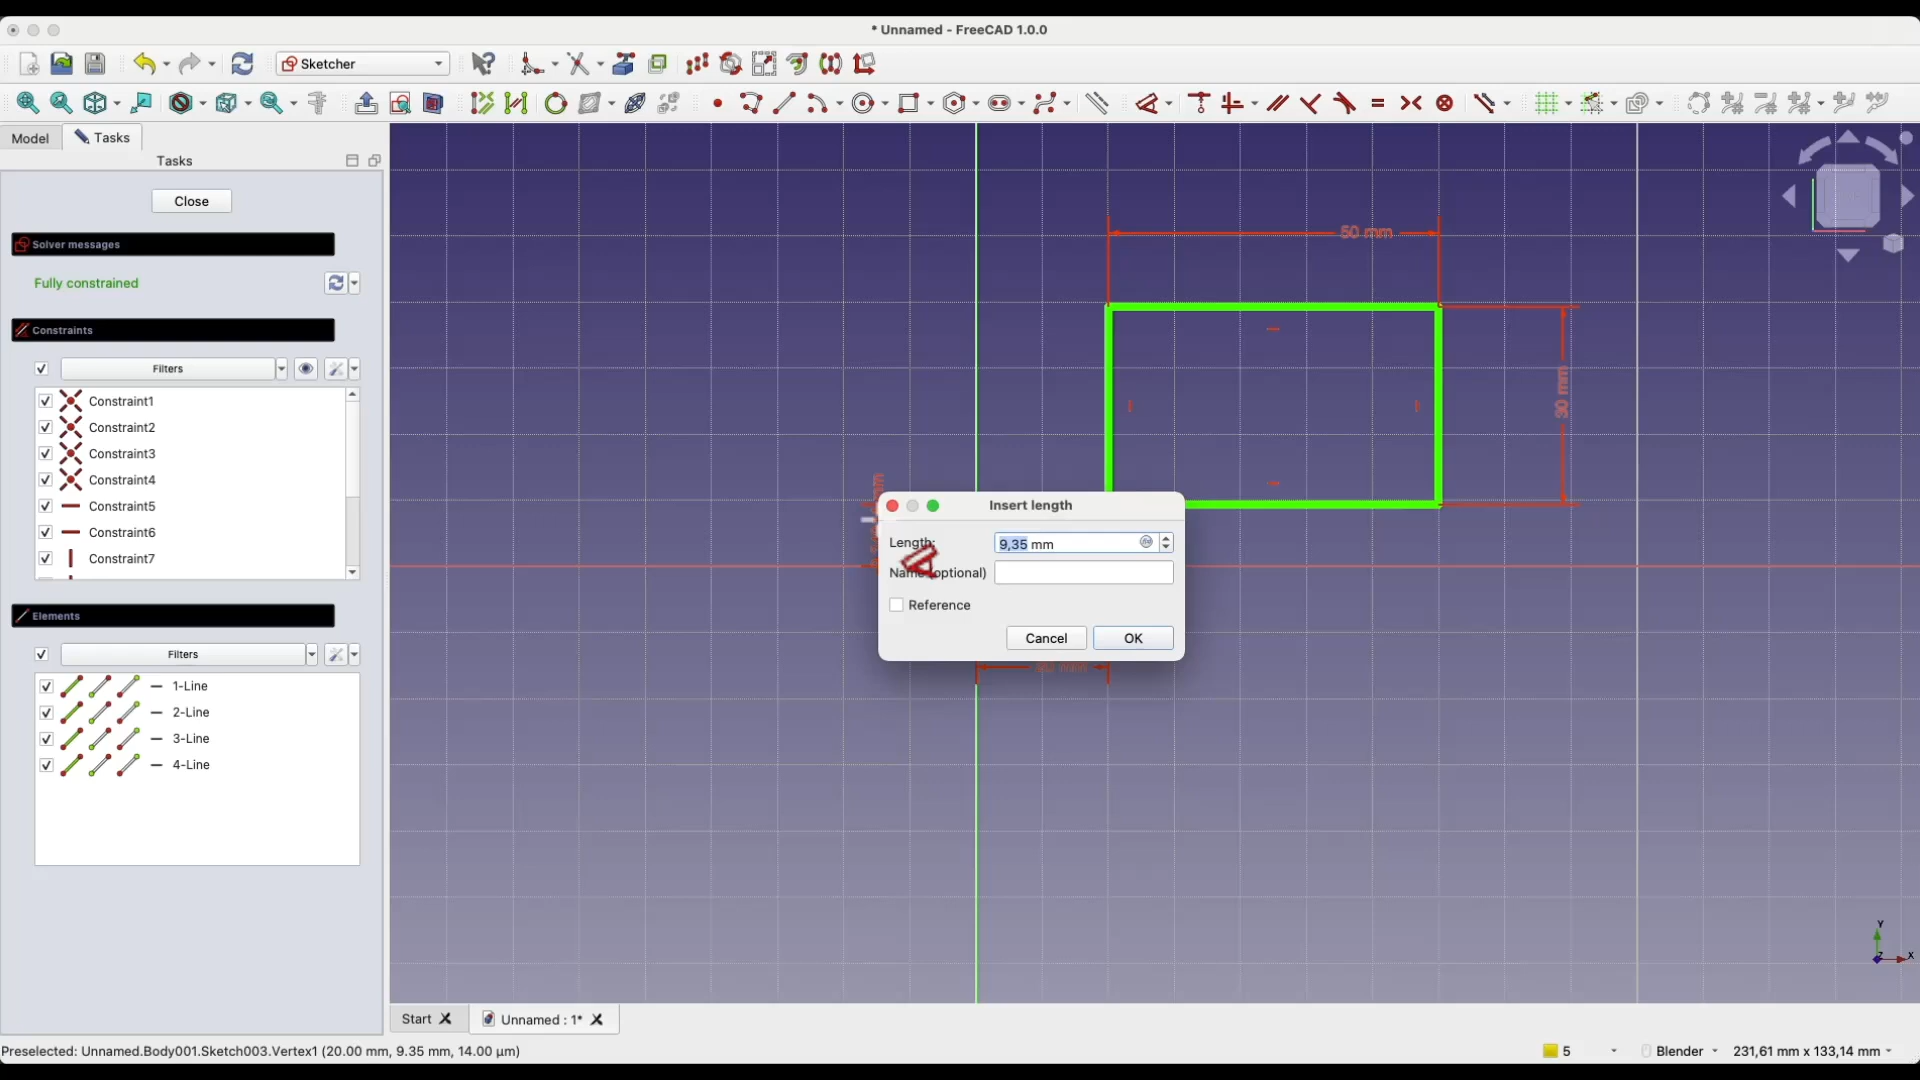 * Unnamed - FreeCAD 1.0.0
Sketcher
Model
Tasks
Tasks
Close
Solver messages
Fully constrained
Constraints
Filters
Constraint1
Constraint2
Constraint3
Constraint4
Constraint5
Constraint6
Constraint7
Elements
Filters
1-Line
2-Line
3-Line
4-Line
50 mm
30 mm
Insert length
Length:
9,35 mm
Name (optional)
Reference
Cancel
OK
Y
Z
X
Start
Unnamed : 1*
Preselected: Unnamed.Body001.Sketch003.Vertex1 (20.00 mm, 9.35 mm, 14.00 µm)
5
Blender
231,61 mm x 133,14 mm